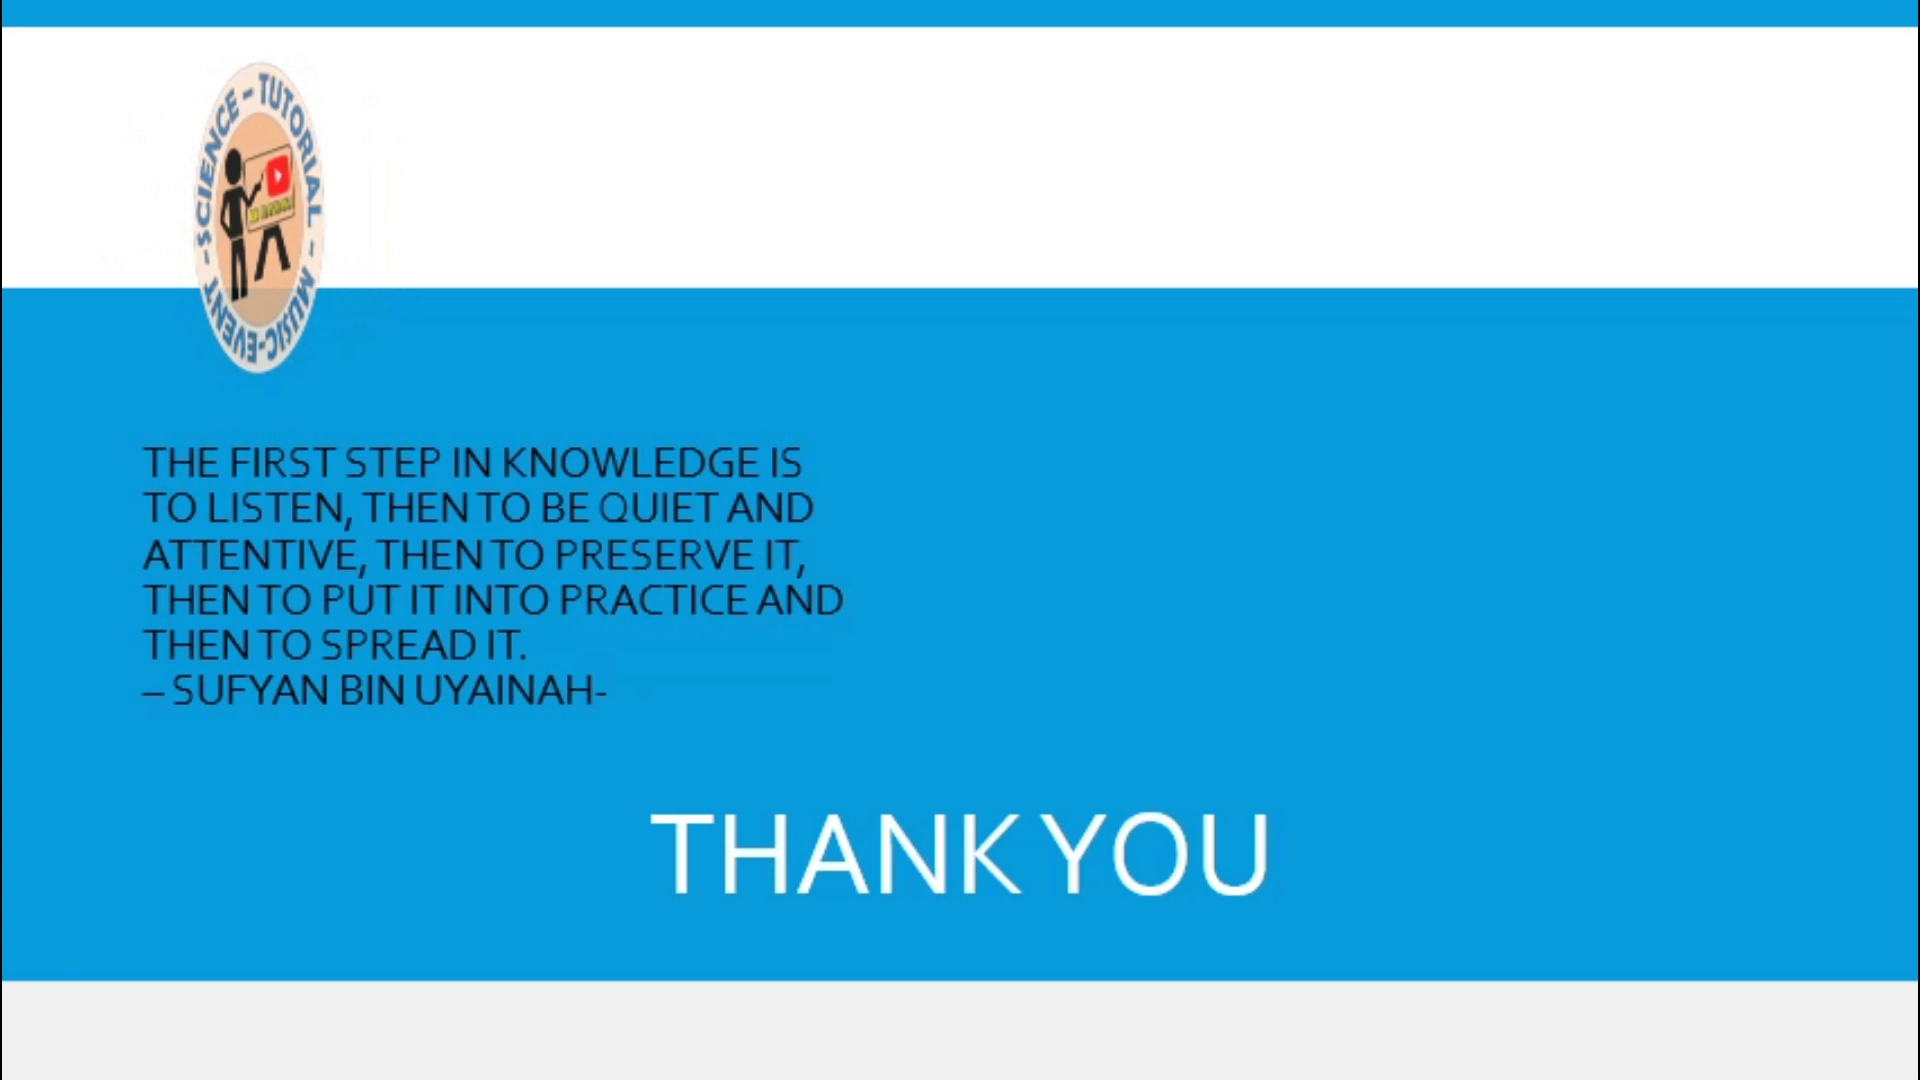 SCIENCE – TUTORIAL – MUSIC-EVENT –
THE FIRST STEP IN KNOWLEDGE IS
TO LISTEN, THEN TO BE QUIET AND
ATTENTIVE, THEN TO PRESERVE IT,
THEN TO PUT IT INTO PRACTICE AND
THEN TO SPREAD IT.
– SUFYAN BIN UYAINAH-
THANK YOU